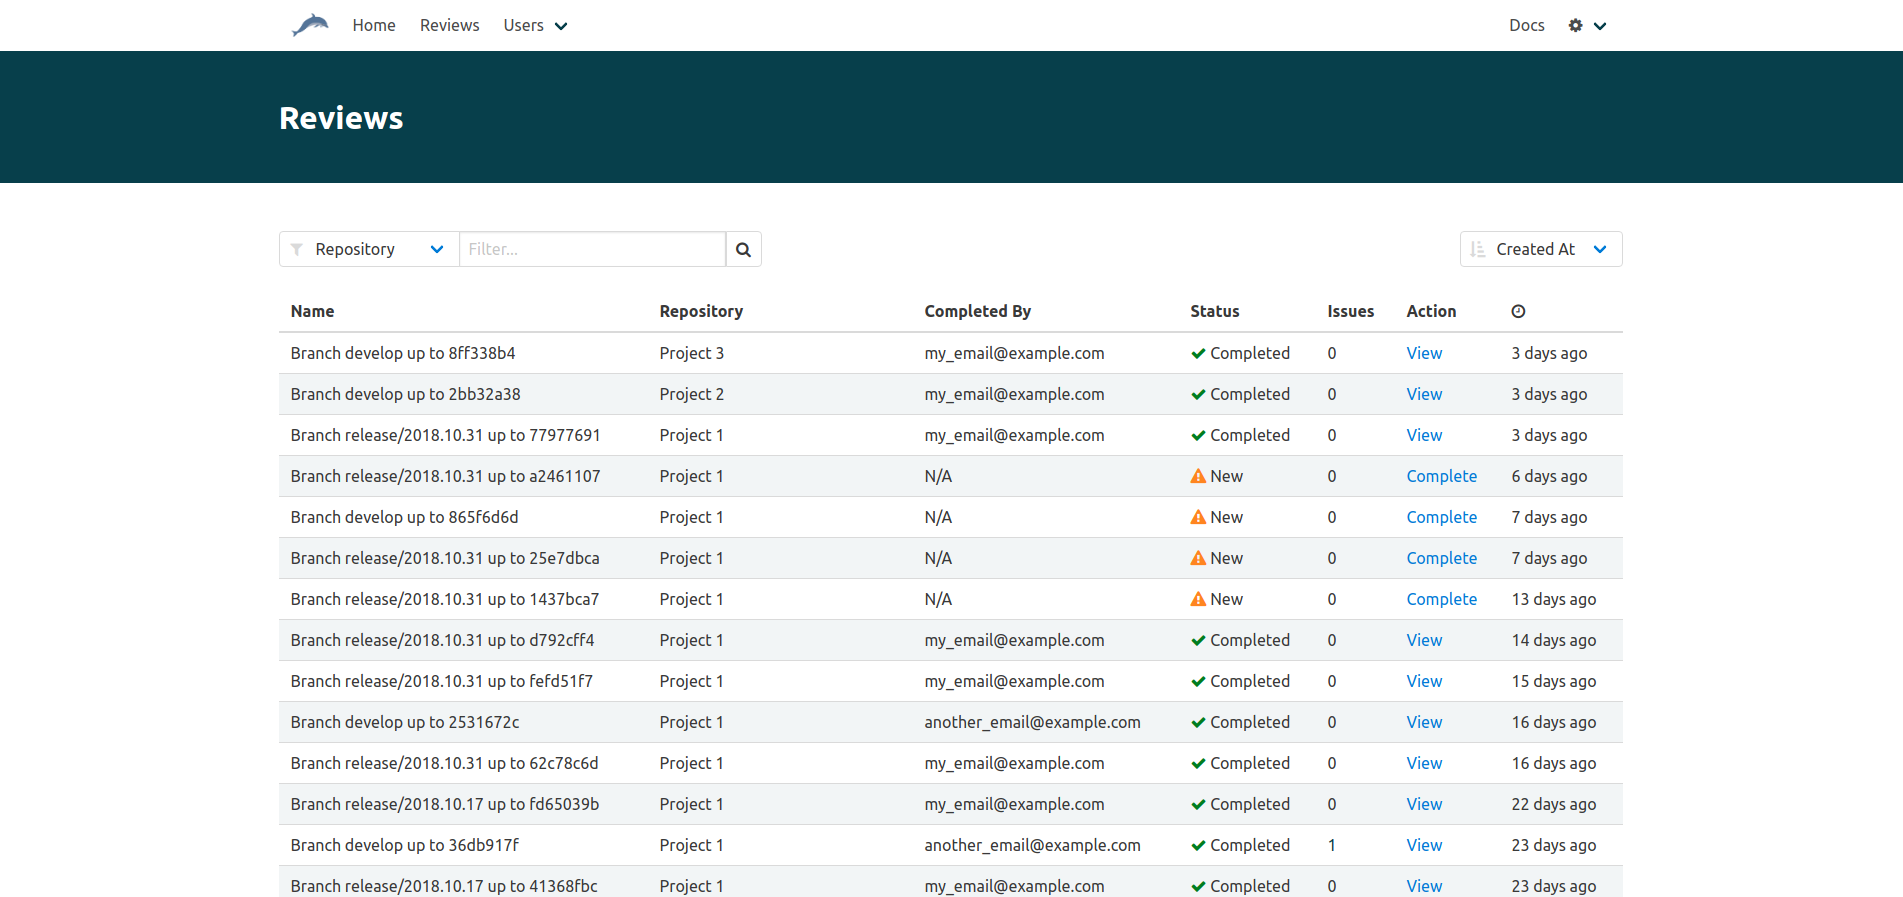 Home Reviews Users Docs
Reviews
Repository Filter... Created At
Name Repository Completed By Status Issues Action
Branch develop up to 8ff338b4 Project 3 my_email@example.com Completed 0 View 3 days ago
Branch develop up to 2bb32a38 Project 2 my_email@example.com Completed 0 View 3 days ago
Branch release/2018.10.31 up to 77977691 Project 1 my_email@example.com Completed 0 View 3 days ago
Branch release/2018.10.31 up to a2461107 Project 1 N/A New 0 Complete 6 days ago
Branch develop up to 865f6d6d Project 1 N/A New 0 Complete 7 days ago
Branch release/2018.10.31 up to 25e7dbca Project 1 N/A New 0 Complete 7 days ago
Branch release/2018.10.31 up to 1437bca7 Project 1 N/A New 0 Complete 13 days ago
Branch release/2018.10.31 up to d792cff4 Project 1 my_email@example.com Completed 0 View 14 days ago
Branch release/2018.10.31 up to fefd51f7 Project 1 my_email@example.com Completed 0 View 15 days ago
Branch develop up to 2531672c Project 1 another_email@example.com Completed 0 View 16 days ago
Branch release/2018.10.31 up to 62c78c6d Project 1 my_email@example.com Completed 0 View 16 days ago
Branch release/2018.10.17 up to fd65039b Project 1 my_email@example.com Completed 0 View 22 days ago
Branch develop up to 36db917f Project 1 another_email@example.com Completed 1 View 23 days ago
Branch release/2018.10.17 up to 41368fbc Project 1 my_email@example.com Completed 0 View 23 days ago